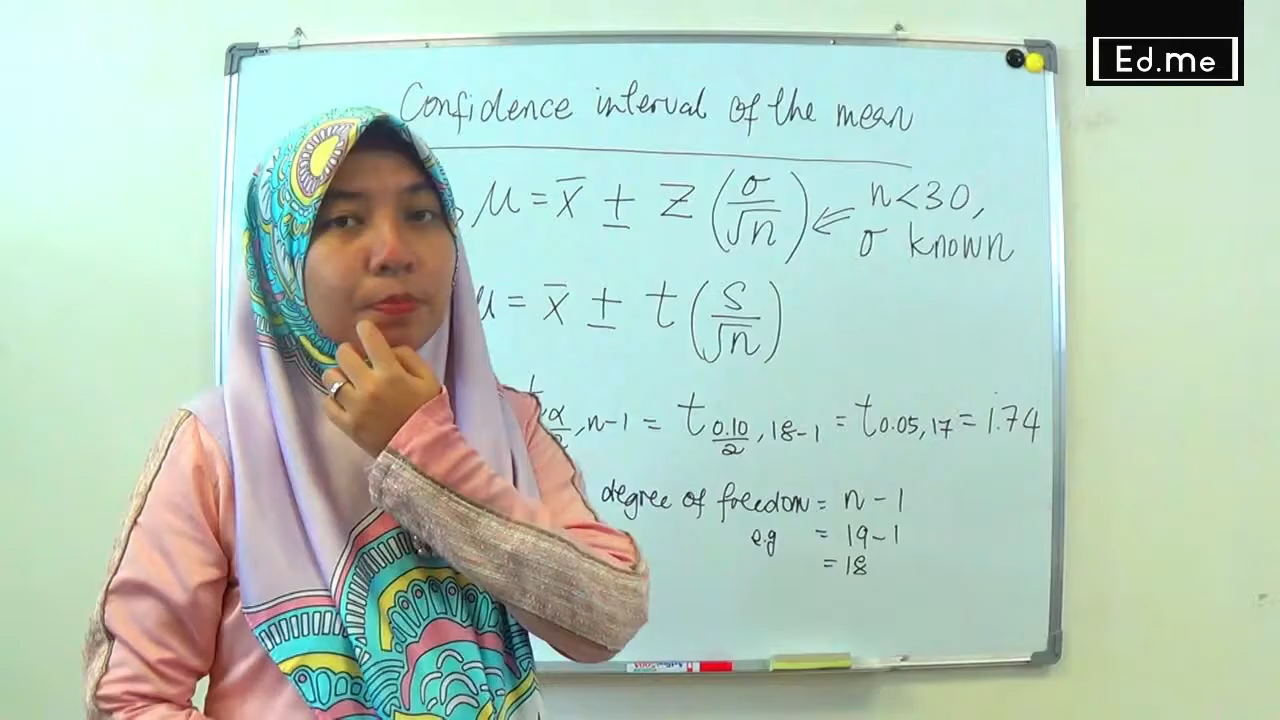 Ed.me
Confidence interval of the mean
μ = x̄ ± Z (σ/√n) ⇐ n<30,
σ known
μ = x̄ ± t (s/√n)
t α/2, n-1 = t 0.10/2, 18-1 = t 0.05, 17 = 1.74
degree of freedom = n - 1
e.g = 19-1
= 18